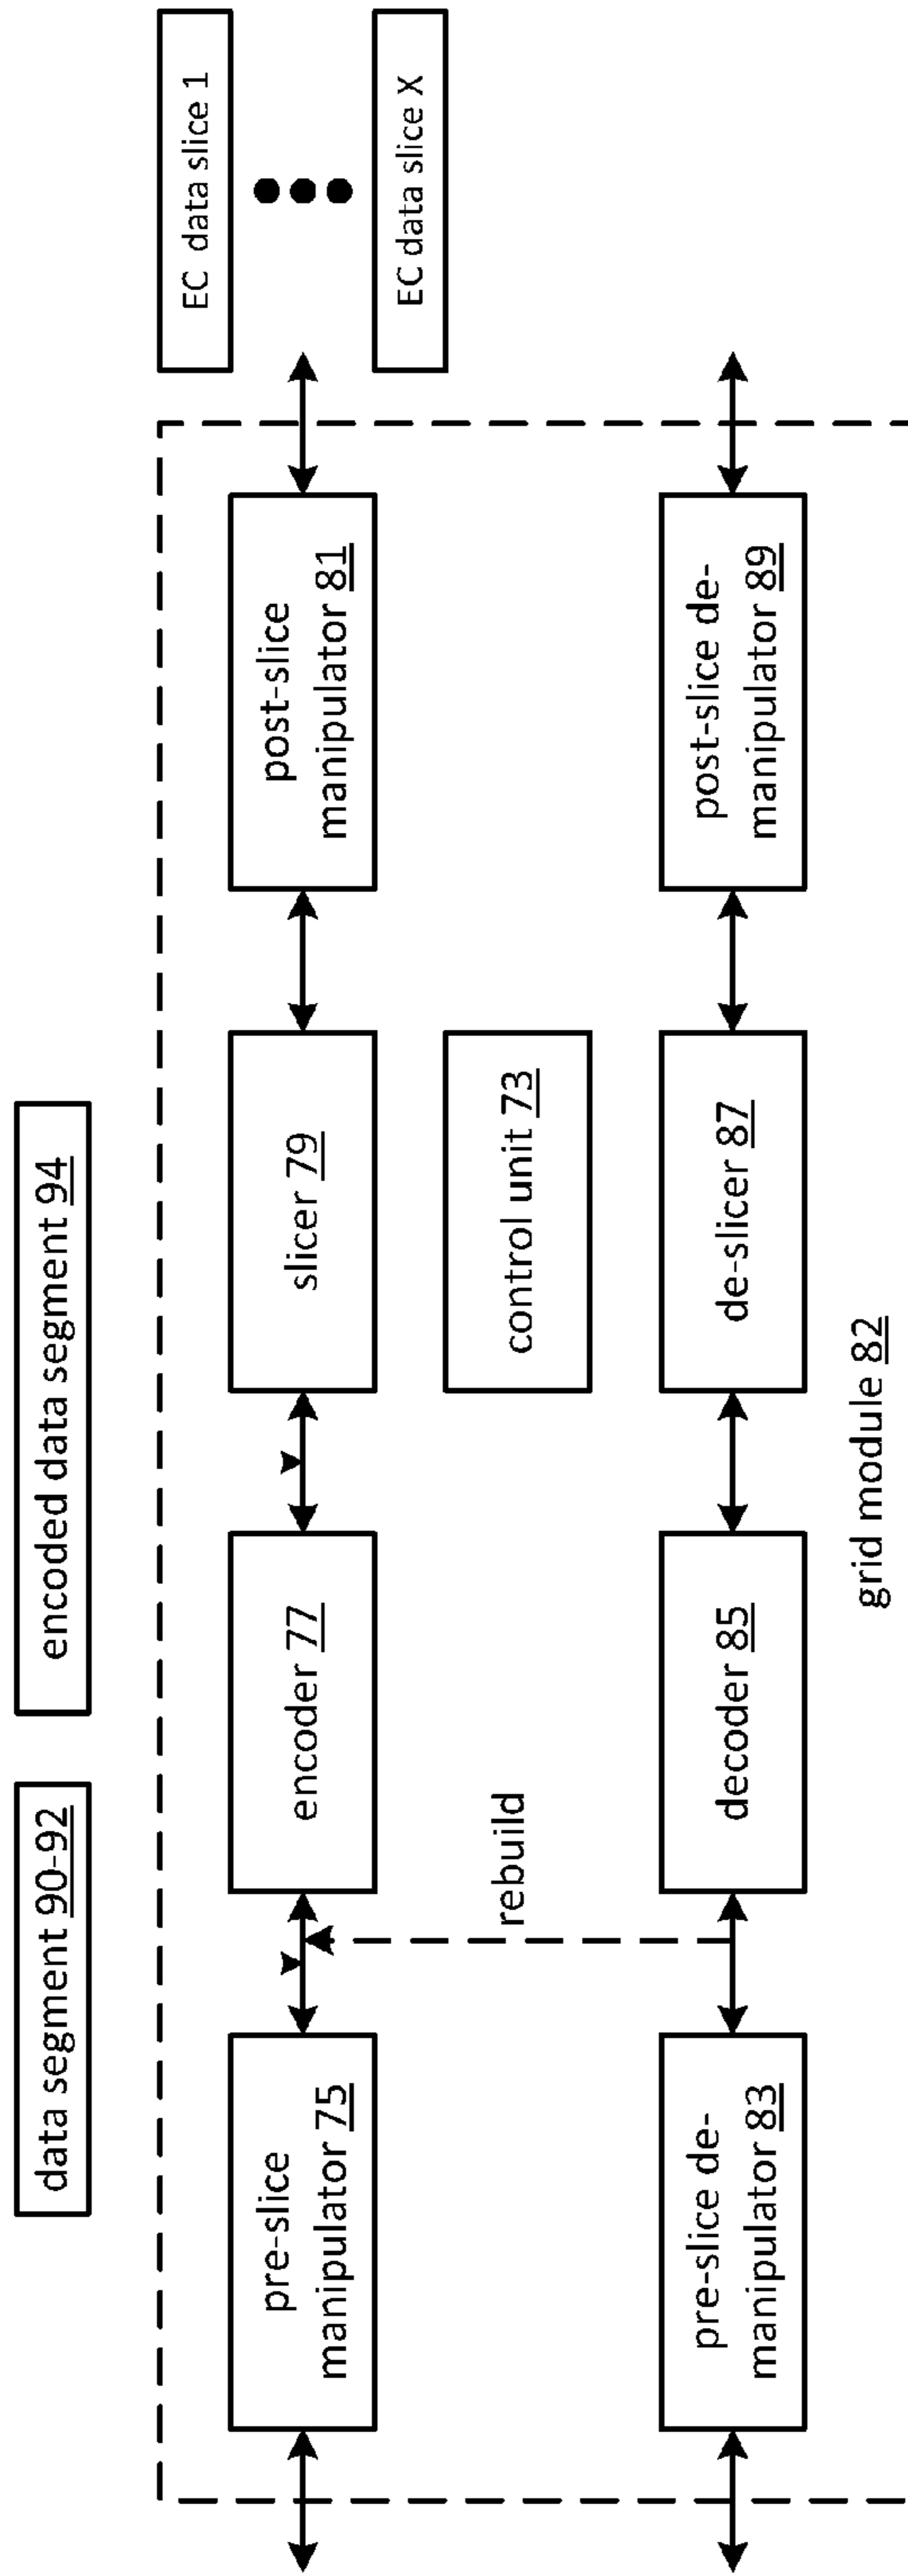 data segment 90-92
encoded data segment 94
EC data slice 1
EC data slice X
pre-slice
manipulator 75
encoder 77
slicer 79
post-slice
manipulator 81
control unit 73
rebuild
pre-slice de-
manipulator 83
decoder 85
de-slicer 87
post-slice de-
manipulator 89
grid module 82